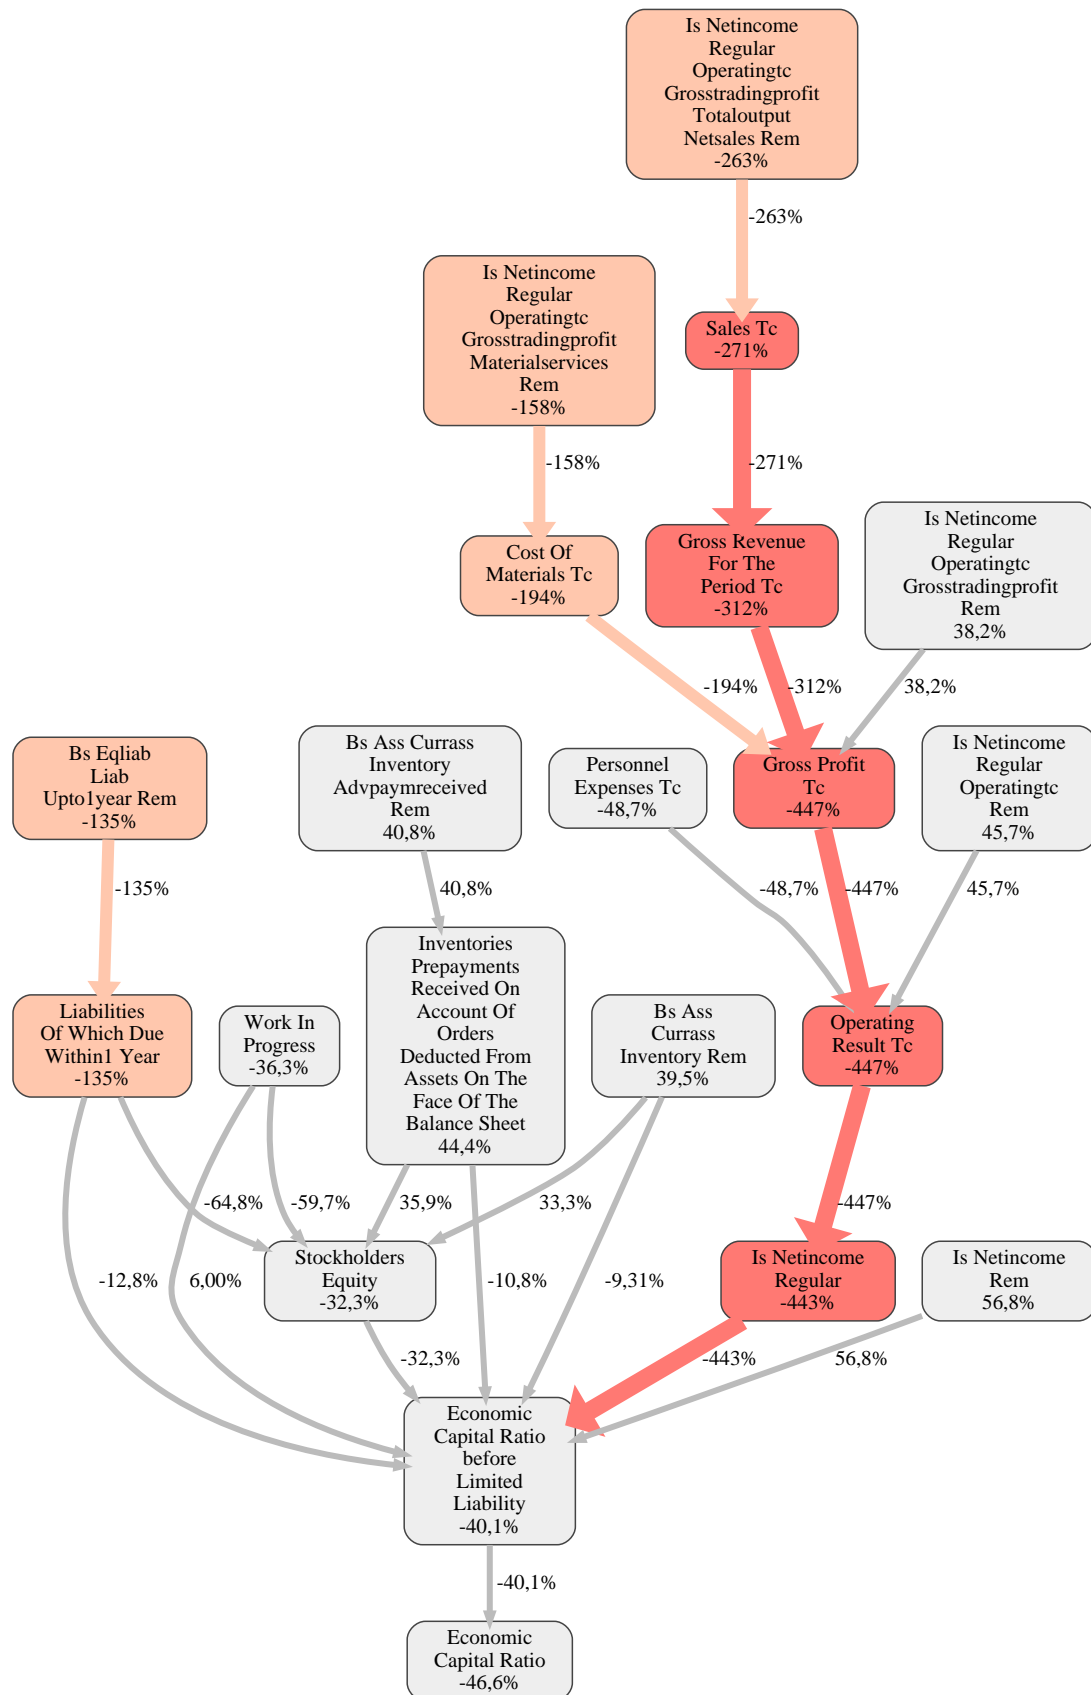 Is Netincome
Regular
Operatingtc
Grosstradingprofit
Totaloutput
Netsales Rem
-263%
-263%
Is Netincome
Regular
Operatingtc
Grosstradingprofit
Materialservices
Rem
-158%
Sales Tc
-271%
-158%
-271%
Is Netincome
Regular
Operatingtc
Grosstradingprofit
Rem
38,2%
Cost Of
Materials Tc
-194%
Gross Revenue
For The
Period Tc
-312%
-194%
-312%
38,2%
Bs Eqliab
Liab
Upto1year Rem
-135%
Bs Ass Currass
Inventory
Advpaymreceived
Rem
40,8%
Personnel
Expenses Tc
-48,7%
Gross Profit
Tc
-447%
Is Netincome
Regular
Operatingtc
Rem
45,7%
-135%
40,8%
-48,7%
-447%
45,7%
Liabilities
Of Which Due
Within1 Year
-135%
Work In
Progress
-36,3%
Inventories
Prepayments
Received On
Account Of
Orders
Deducted From
Assets On The
Face Of The
Balance Sheet
44,4%
Bs Ass
Currass
Inventory Rem
39,5%
Operating
Result Tc
-447%
-64,8%
-59,7%
35,9%
33,3%
-447%
Stockholders
Equity
-32,3%
Is Netincome
Regular
-443%
Is Netincome
Rem
56,8%
-12,8%
6,00%
-10,8%
-9,31%
-32,3%
-443%
56,8%
Economic
Capital Ratio
before
Limited
Liability
-40,1%
-40,1%
Economic
Capital Ratio
-46,6%